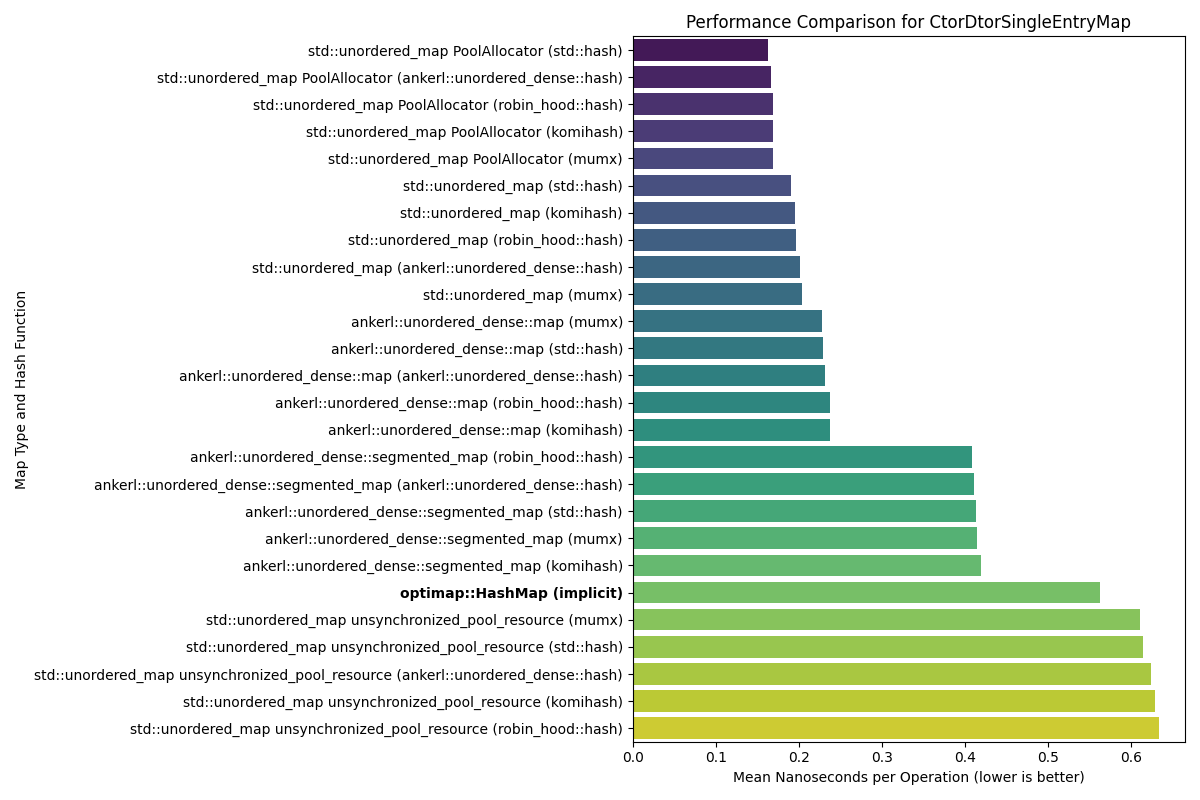 Performance Comparison for CtorDtorSingleEntryMap
Map Type and Hash Function
std::unordered_map PoolAllocator (std::hash)
std::unordered_map PoolAllocator (ankerl::unordered_dense::hash)
std::unordered_map PoolAllocator (robin_hood::hash)
std::unordered_map PoolAllocator (komihash)
std::unordered_map PoolAllocator (mumx)
std::unordered_map (std::hash)
std::unordered_map (komihash)
std::unordered_map (robin_hood::hash)
std::unordered_map (ankerl::unordered_dense::hash)
std::unordered_map (mumx)
ankerl::unordered_dense::map (mumx)
ankerl::unordered_dense::map (std::hash)
ankerl::unordered_dense::map (ankerl::unordered_dense::hash)
ankerl::unordered_dense::map (robin_hood::hash)
ankerl::unordered_dense::map (komihash)
ankerl::unordered_dense::segmented_map (robin_hood::hash)
ankerl::unordered_dense::segmented_map (ankerl::unordered_dense::hash)
ankerl::unordered_dense::segmented_map (std::hash)
ankerl::unordered_dense::segmented_map (mumx)
ankerl::unordered_dense::segmented_map (komihash)
optimap::HashMap (implicit)
std::unordered_map unsynchronized_pool_resource (mumx)
std::unordered_map unsynchronized_pool_resource (std::hash)
std::unordered_map unsynchronized_pool_resource (ankerl::unordered_dense::hash)
std::unordered_map unsynchronized_pool_resource (komihash)
std::unordered_map unsynchronized_pool_resource (robin_hood::hash)
0.0 0.1 0.2 0.3 0.4 0.5 0.6
Mean Nanoseconds per Operation (lower is better)